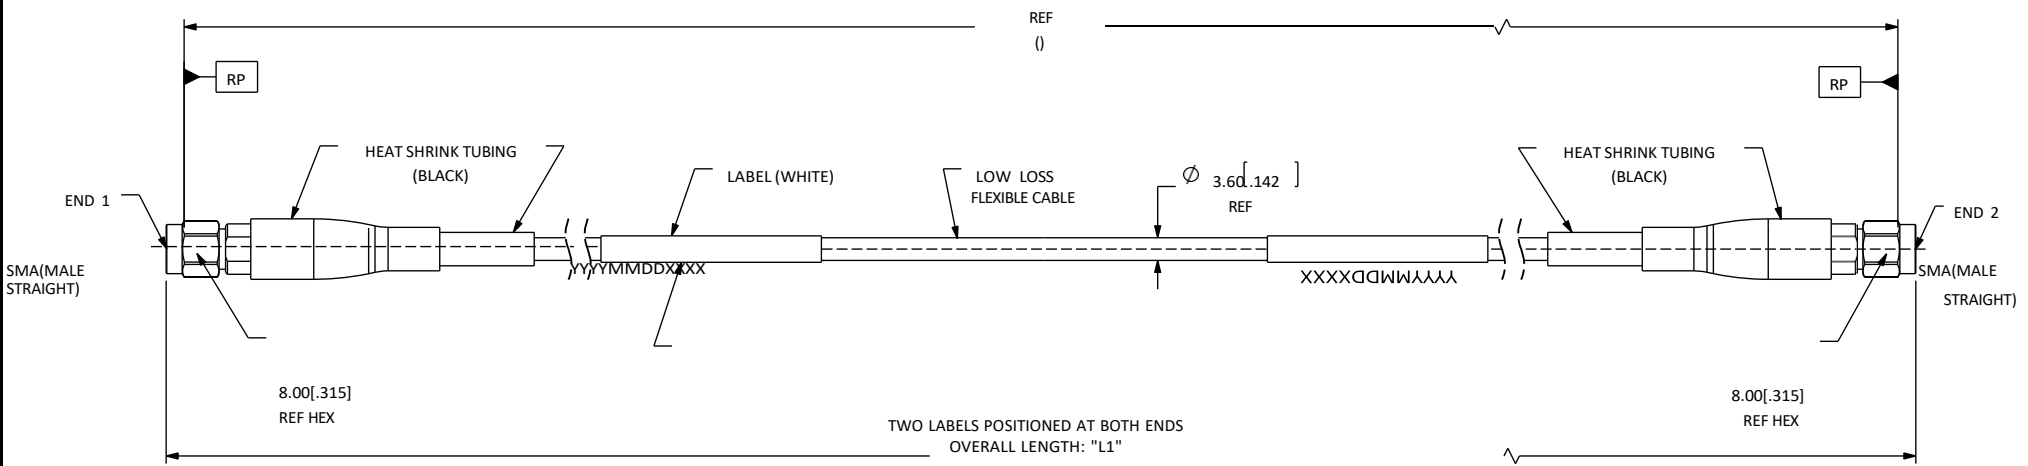 REF
()
RP
RP
HEAT SHRINK TUBING
(BLACK)
HEAT SHRINK TUBING
(BLACK)
LABEL (WHITE)
LOW LOSS
FLEXIBLE CABLE
Ø 3.60[.142]
REF
END 1
END 2
SMA(MALE
STRAIGHT)
SMA(MALE
STRAIGHT)
YYYYMMDDXXXX
YYYYMMDDXXXX
8.00[.315]
REF HEX
8.00[.315]
REF HEX
TWO LABELS POSITIONED AT BOTH ENDS
OVERALL LENGTH: "L1"